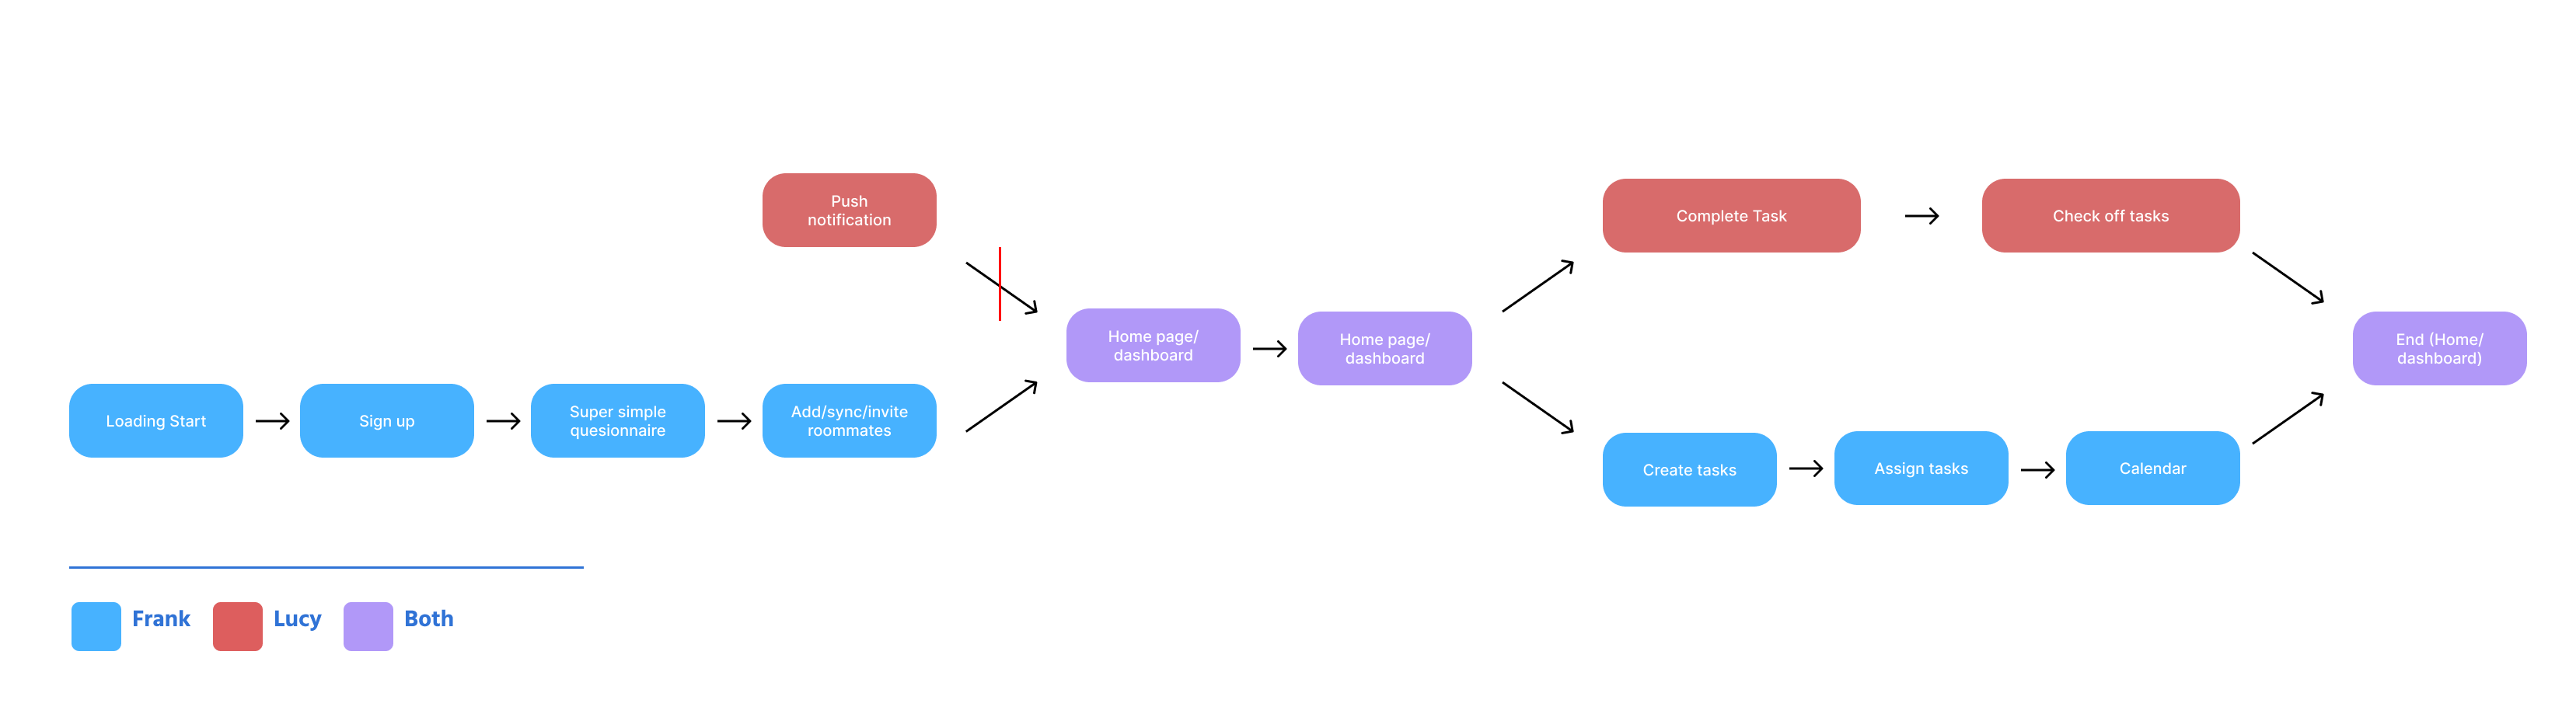 Push
notification
Complete Task
Check off tasks
Home page/
dashboard
Home page/
dashboard
End (Home/
dashboard)
Loading Start
Sign up
Super simple
quesionnaire
Add/sync/invite
roommates
Create tasks
Assign tasks
Calendar
Frank
Lucy
Both